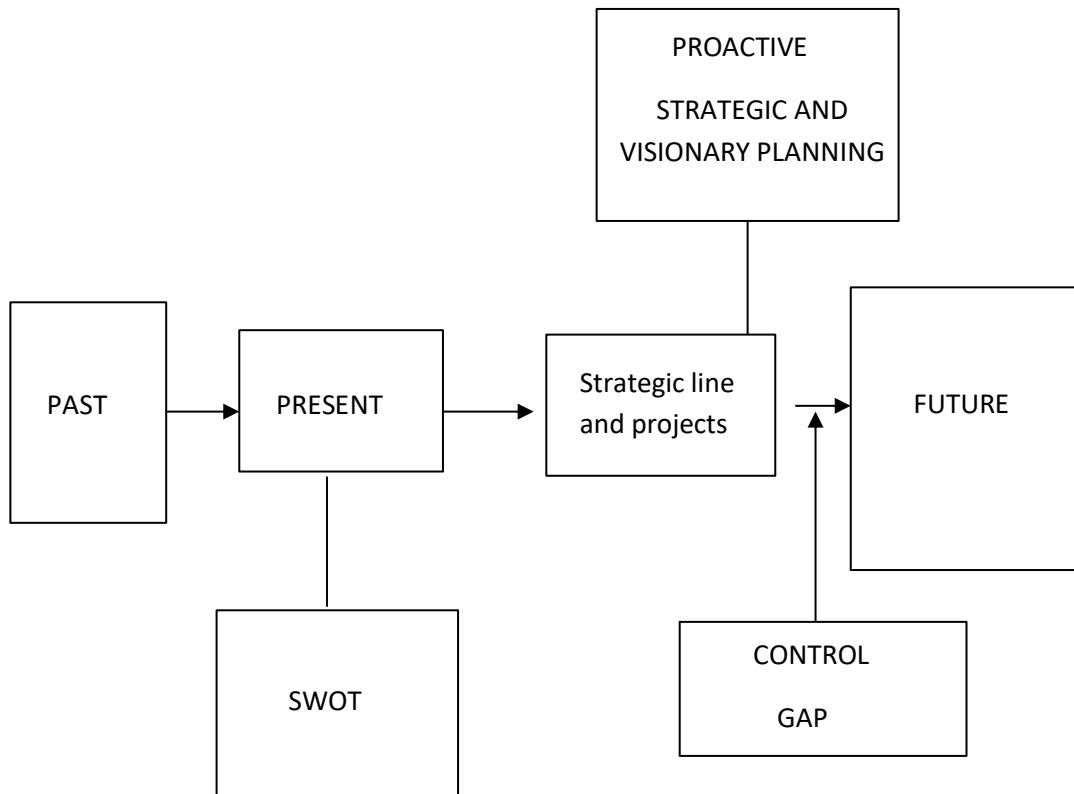 PROACTIVE
STRATEGIC AND
VISIONARY PLANNING
PAST
PRESENT
Strategic line
and projects
FUTURE
SWOT
CONTROL
GAP